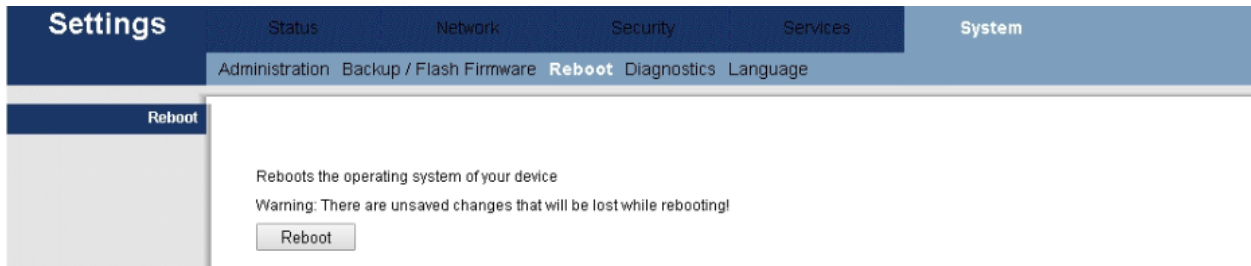 Settings Status Network Security Services System
Administration Backup / Flash Firmware Reboot Diagnostics Language
Reboot
Reboots the operating system of your device
Warning: There are unsaved changes that will be lost while rebooting!
Reboot